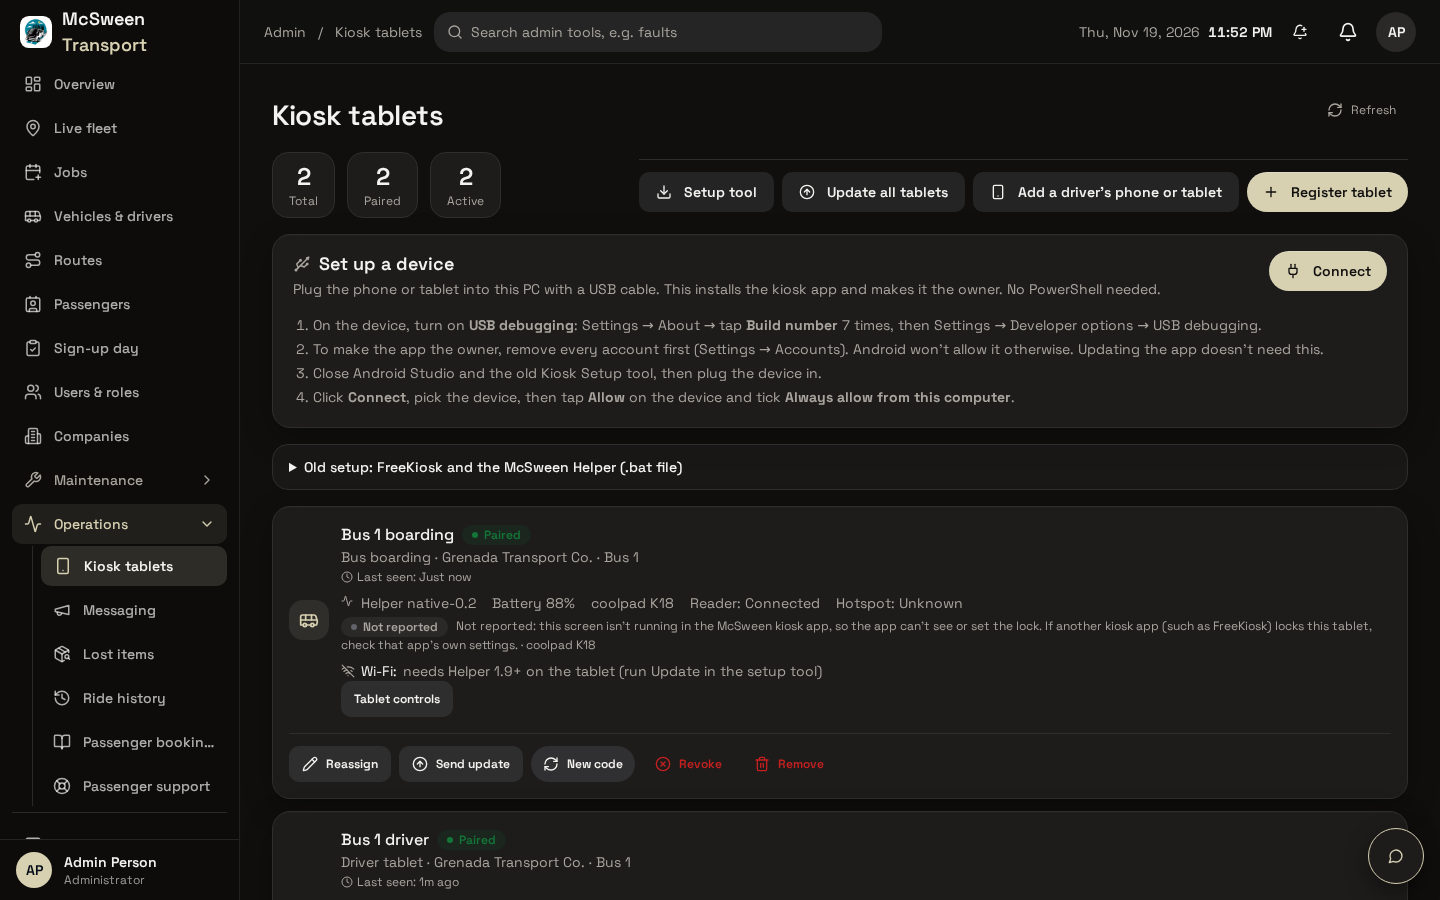 McSween
Transport
Admin / Kiosk tablets
Search admin tools, e.g. faults
Thu, Nov 19, 2026 11:52 PM
AP
Overview
Live fleet
Jobs
Vehicles & drivers
Routes
Passengers
Sign-up day
Users & roles
Companies
Maintenance
Operations
Kiosk tablets
Messaging
Lost items
Ride history
Passenger bookin...
Passenger support
AP
Admin Person
Administrator
Kiosk tablets
Refresh
2 Total
2 Paired
2 Active
Setup tool
Update all tablets
Add a driver's phone or tablet
Register tablet
Set up a device
Connect
Plug the phone or tablet into this PC with a USB cable. This installs the kiosk app and makes it the owner. No PowerShell needed.
1. On the device, turn on USB debugging: Settings → About → tap Build number 7 times, then Settings → Developer options → USB debugging.
2. To make the app the owner, remove every account first (Settings → Accounts). Android won't allow it otherwise. Updating the app doesn't need this.
3. Close Android Studio and the old Kiosk Setup tool, then plug the device in.
4. Click Connect, pick the device, then tap Allow on the device and tick Always allow from this computer.
Old setup: FreeKiosk and the McSween Helper (.bat file)
Bus 1 boarding Paired
Bus boarding · Grenada Transport Co. · Bus 1
Last seen: Just now
Helper native-0.2 Battery 88% coolpad K18 Reader: Connected Hotspot: Unknown
Not reported Not reported: this screen isn't running in the McSween kiosk app, so the app can't see or set the lock. If another kiosk app (such as FreeKiosk) locks this tablet,
check that app's own settings. · coolpad K18
Wi-Fi: needs Helper 1.9+ on the tablet (run Update in the setup tool)
Tablet controls
Reassign
Send update
New code
Revoke
Remove
Bus 1 driver Paired
Driver tablet · Grenada Transport Co. · Bus 1
Last seen: 1m ago